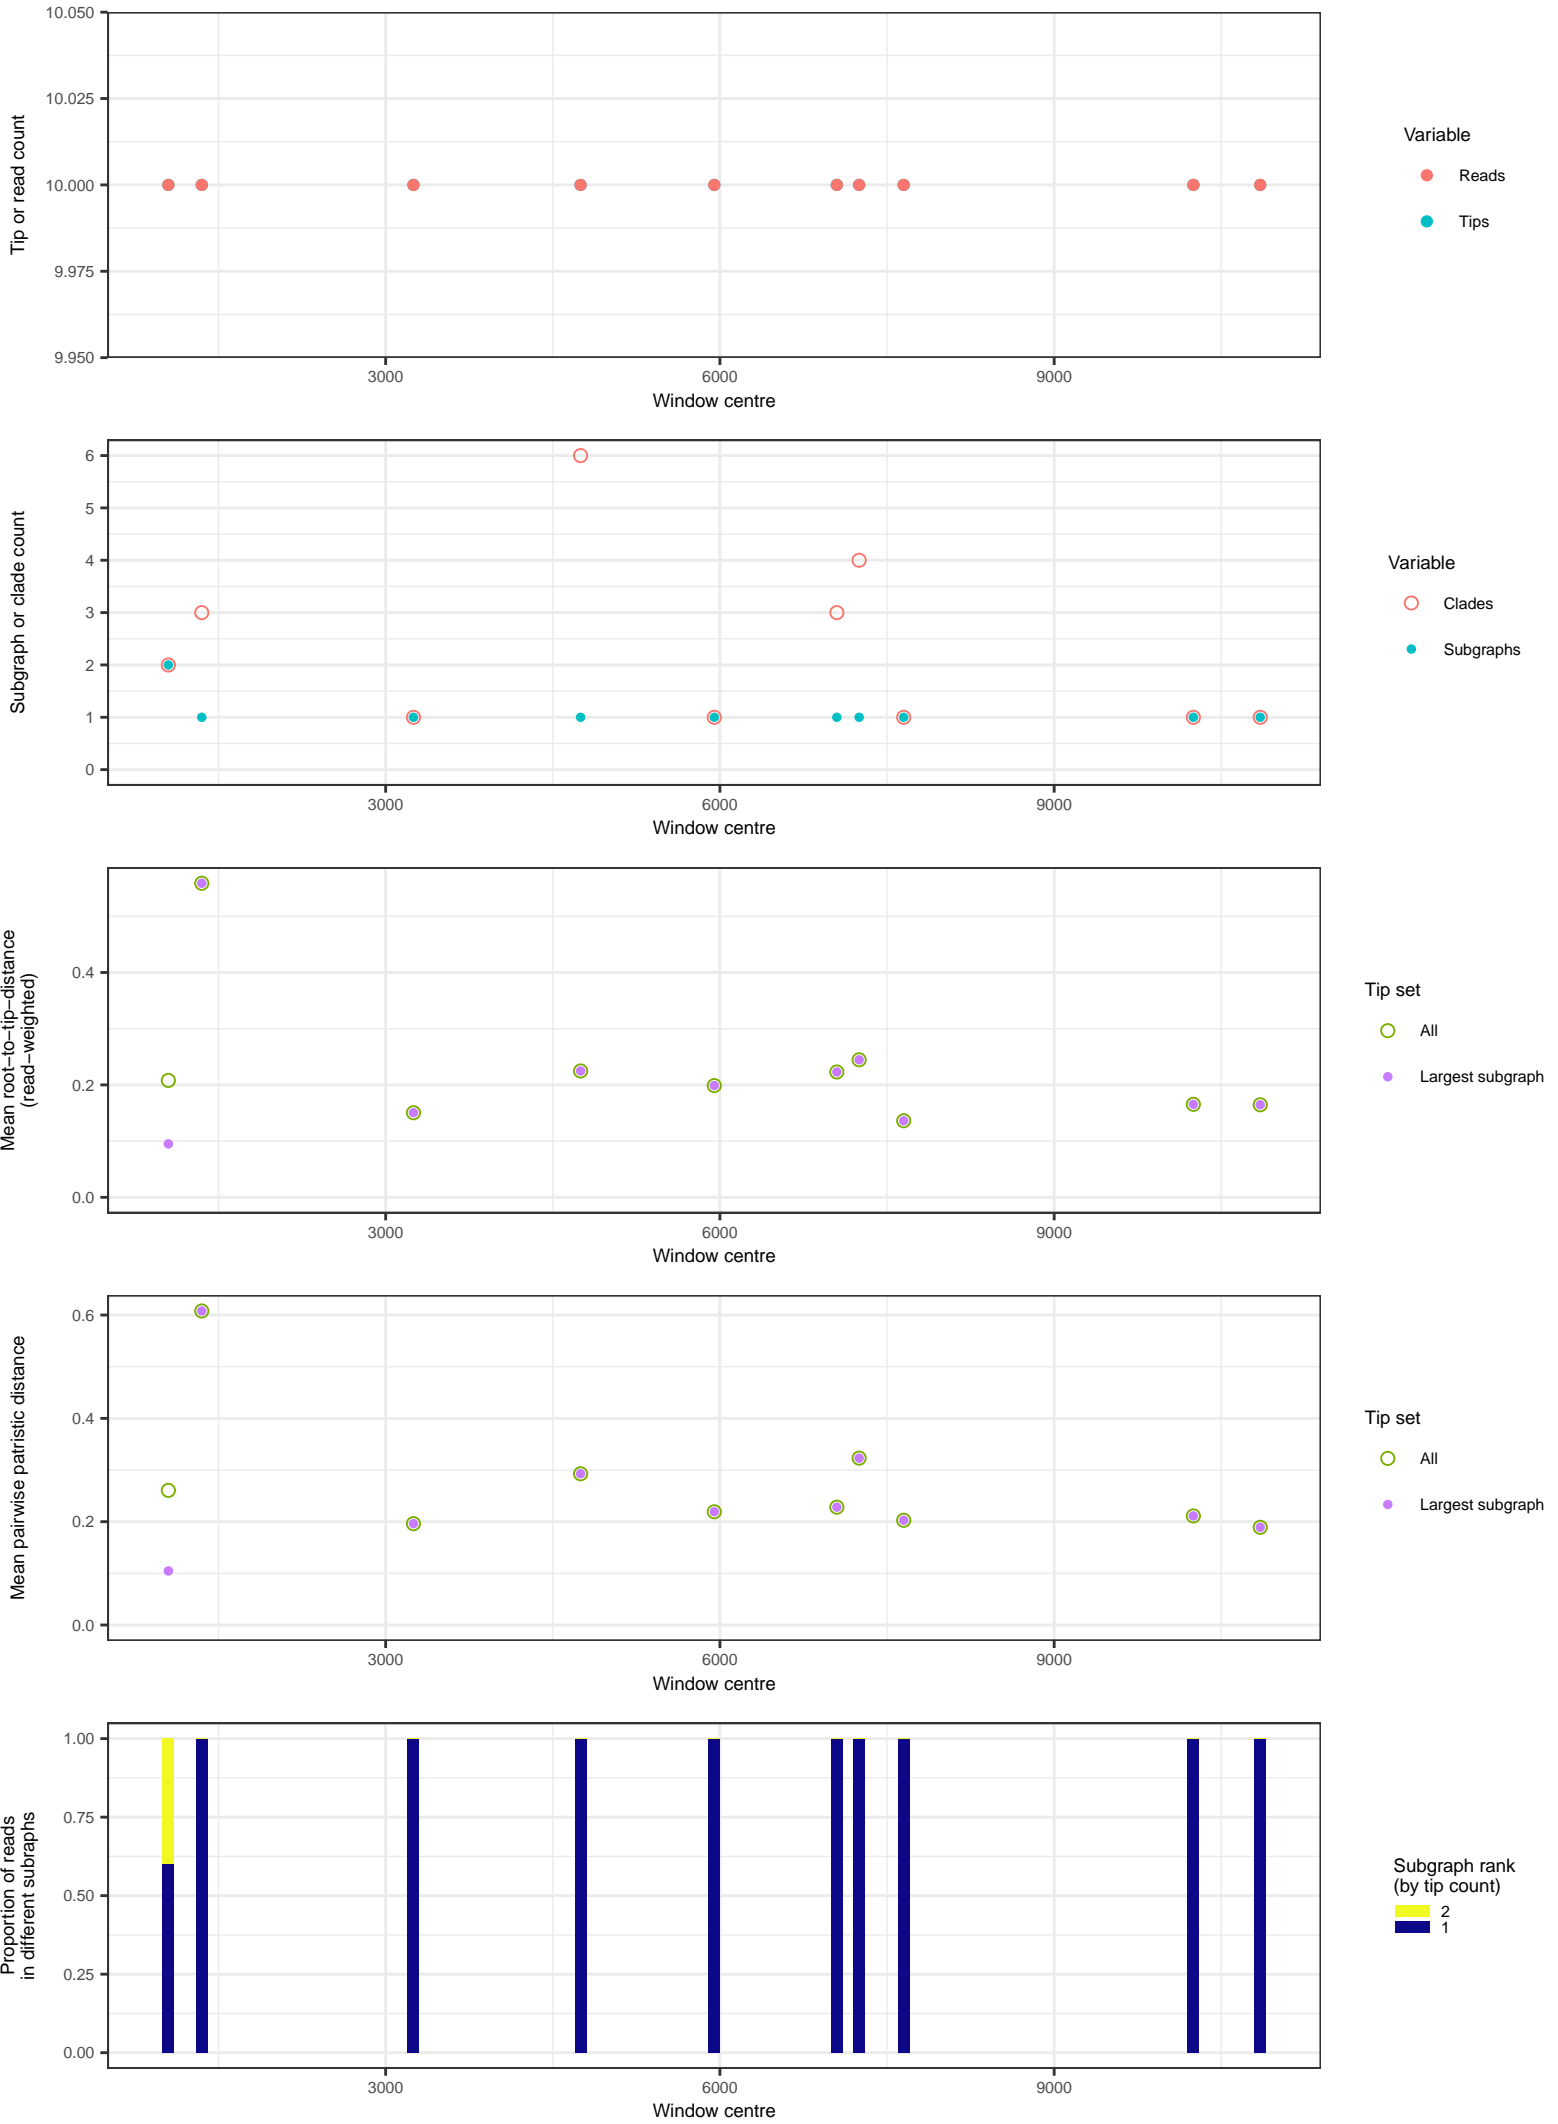 10.050
10.025
10.000
9.975
9.950
Tip or read count
3000 6000 9000
Window centre
Variable
Reads
Tips
6
5
4
3
2
1
0
Subgraph or clade count
3000 6000 9000
Window centre
Variable
Clades
Subgraphs
0.4
0.2
0.0
Mean root−to−tip−distance
(read−weighted)
3000 6000 9000
Window centre
Tip set
All
Largest subgraph
0.6
0.4
0.2
0.0
Mean pairwise patristic distance
3000 6000 9000
Window centre
Tip set
All
Largest subgraph
1.00
0.75
0.50
0.25
0.00
Proportion of reads
in different subraphs
3000 6000 9000
Window centre
Subgraph rank
(by tip count)
2
1